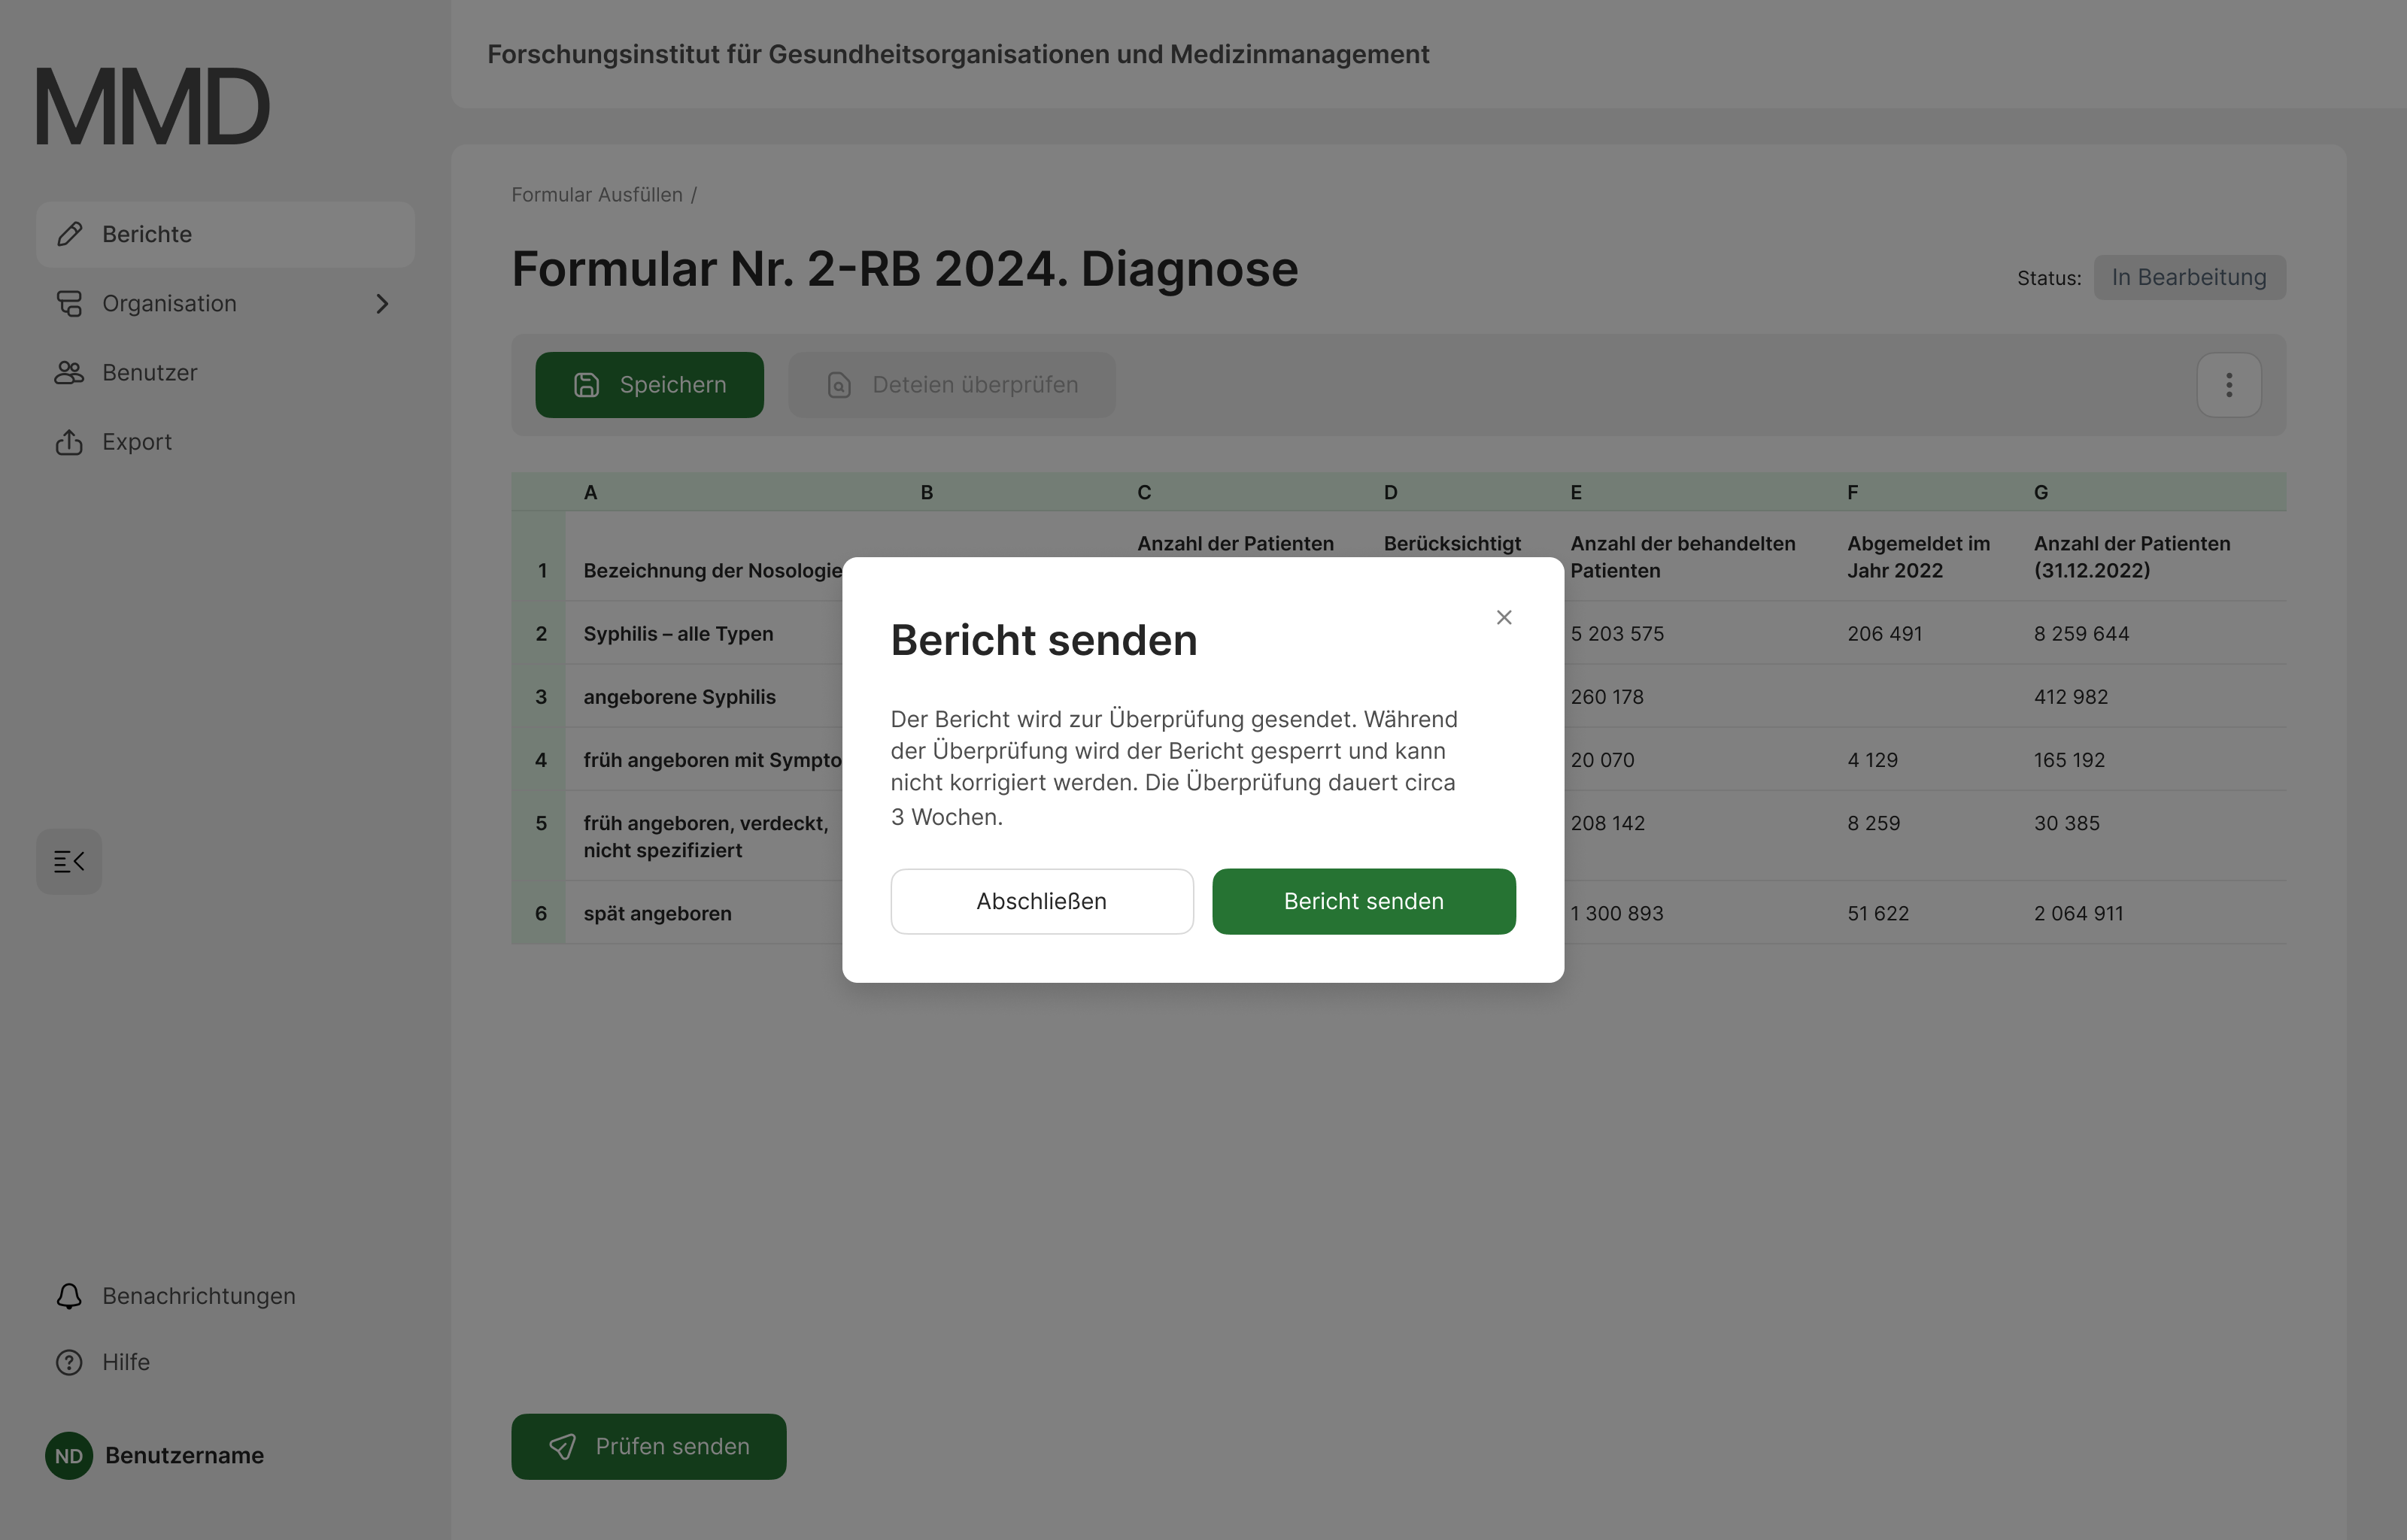 MMD
Berichte
Organisation
Benutzer
Export
Benachrichtungen
Hilfe
ND Benutzername
Forschungsinstitut für Gesundheitsorganisationen und Medizinmanagement
Formular Ausfüllen /
Formular Nr. 2-RB 2024. Diagnose
Status: In Bearbeitung
Speichern Deteien überprüfen
A B C D E F G
Anzahl der Patienten Berücksichtigt Anzahl der behandelten Abgemeldet im Anzahl der Patienten
1 Bezeichnung der Nosologie Patienten Jahr 2022 (31.12.2022)
2 Syphilis – alle Typen 5 203 575 206 491 8 259 644
3 angeborene Syphilis 260 178 412 982
4 früh angeboren mit Sympto 20 070 4 129 165 192
5 früh angeboren, verdeckt, 208 142 8 259 30 385
nicht spezifiziert
6 spät angeboren 1 300 893 51 622 2 064 911
Bericht senden
Der Bericht wird zur Überprüfung gesendet. Während
der Überprüfung wird der Bericht gesperrt und kann
nicht korrigiert werden. Die Überprüfung dauert circa
3 Wochen.
Abschließen Bericht senden
Prüfen senden